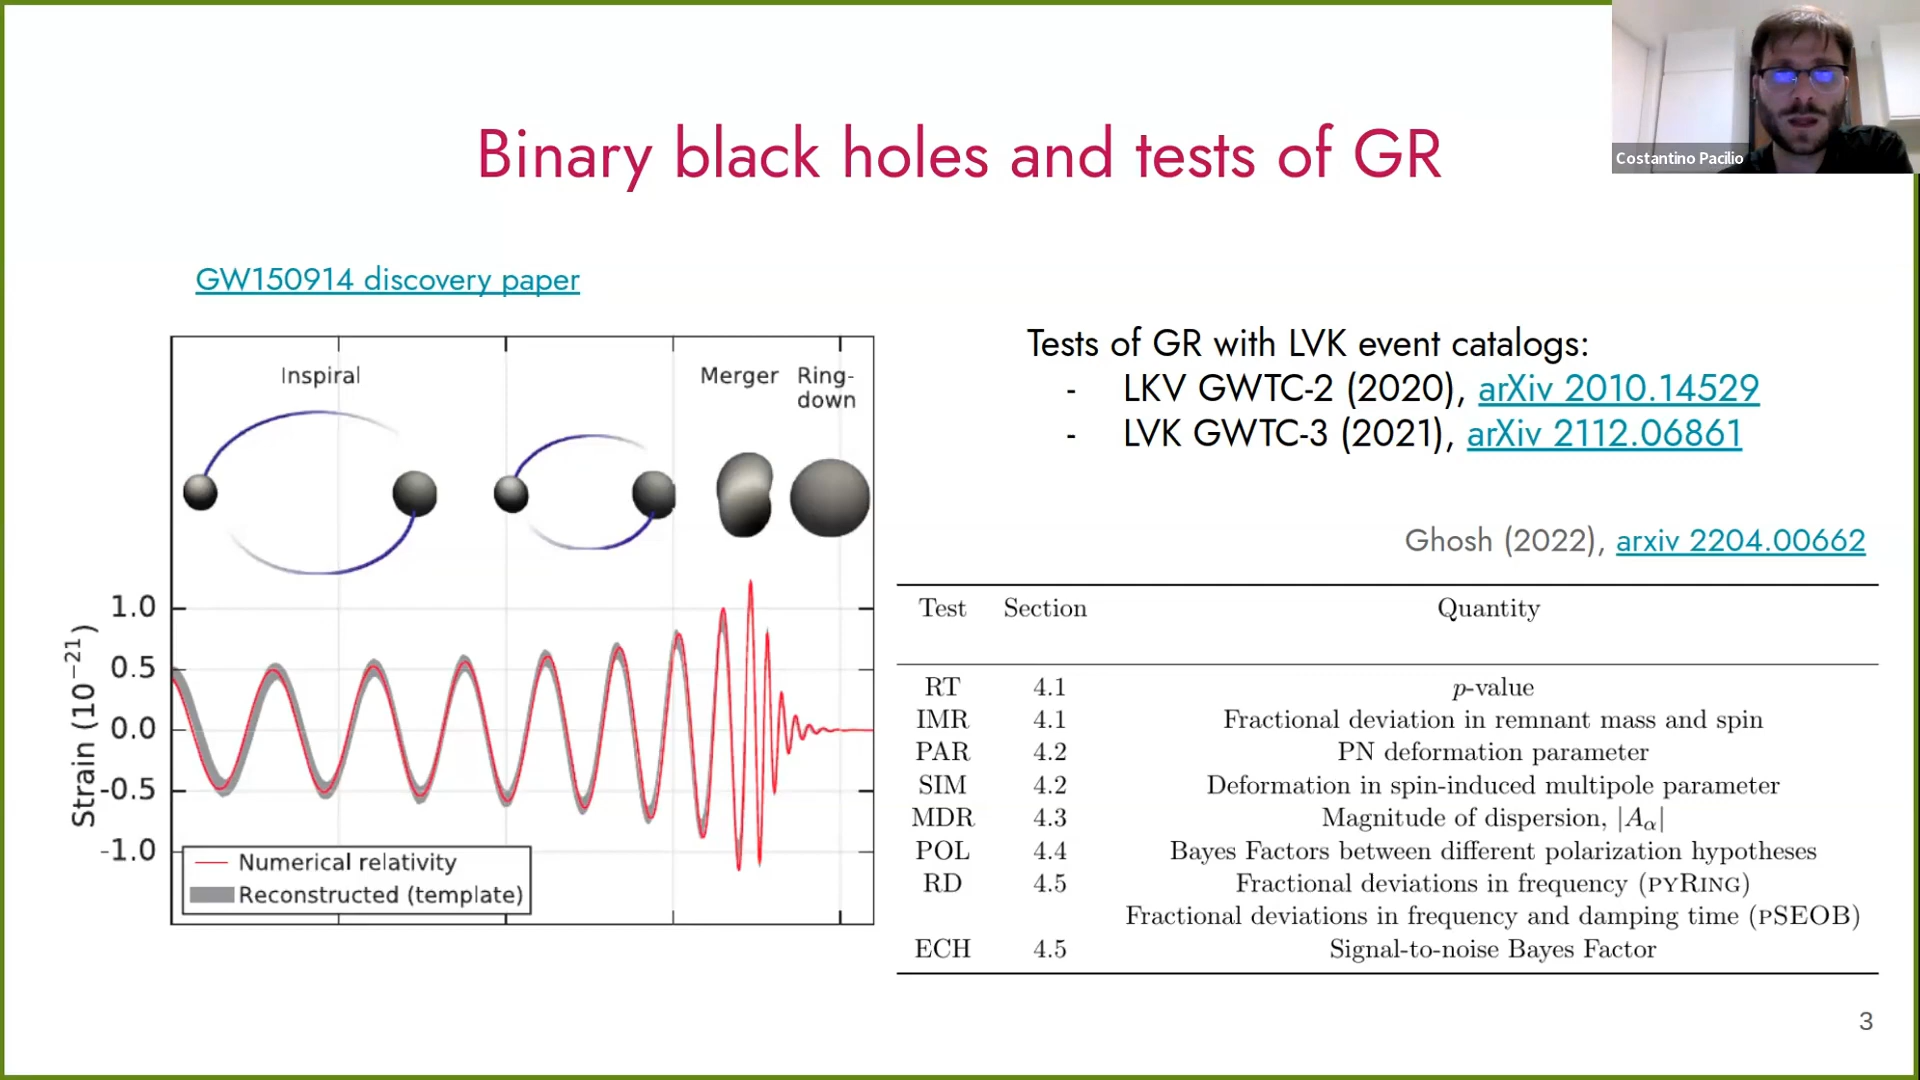 Costantino Pacilio
Binary black holes and tests of GR
GW150914 discovery paper
Inspiral
Merger
Ring-
down
1.0
0.5
0.0
-0.5
-1.0
Strain (10⁻²¹)
Numerical relativity
Reconstructed (template)
Tests of GR with LVK event catalogs:
- LKV GWTC-2 (2020), arXiv 2010.14529
- LVK GWTC-3 (2021), arXiv 2112.06861
Ghosh (2022), arxiv 2204.00662
Test Section Quantity
RT 4.1 p-value
IMR 4.1 Fractional deviation in remnant mass and spin
PAR 4.2 PN deformation parameter
SIM 4.2 Deformation in spin-induced multipole parameter
MDR 4.3 Magnitude of dispersion, |Aα|
POL 4.4 Bayes Factors between different polarization hypotheses
RD 4.5 Fractional deviations in frequency (PYRING)
Fractional deviations in frequency and damping time (PSEOB)
ECH 4.5 Signal-to-noise Bayes Factor
3